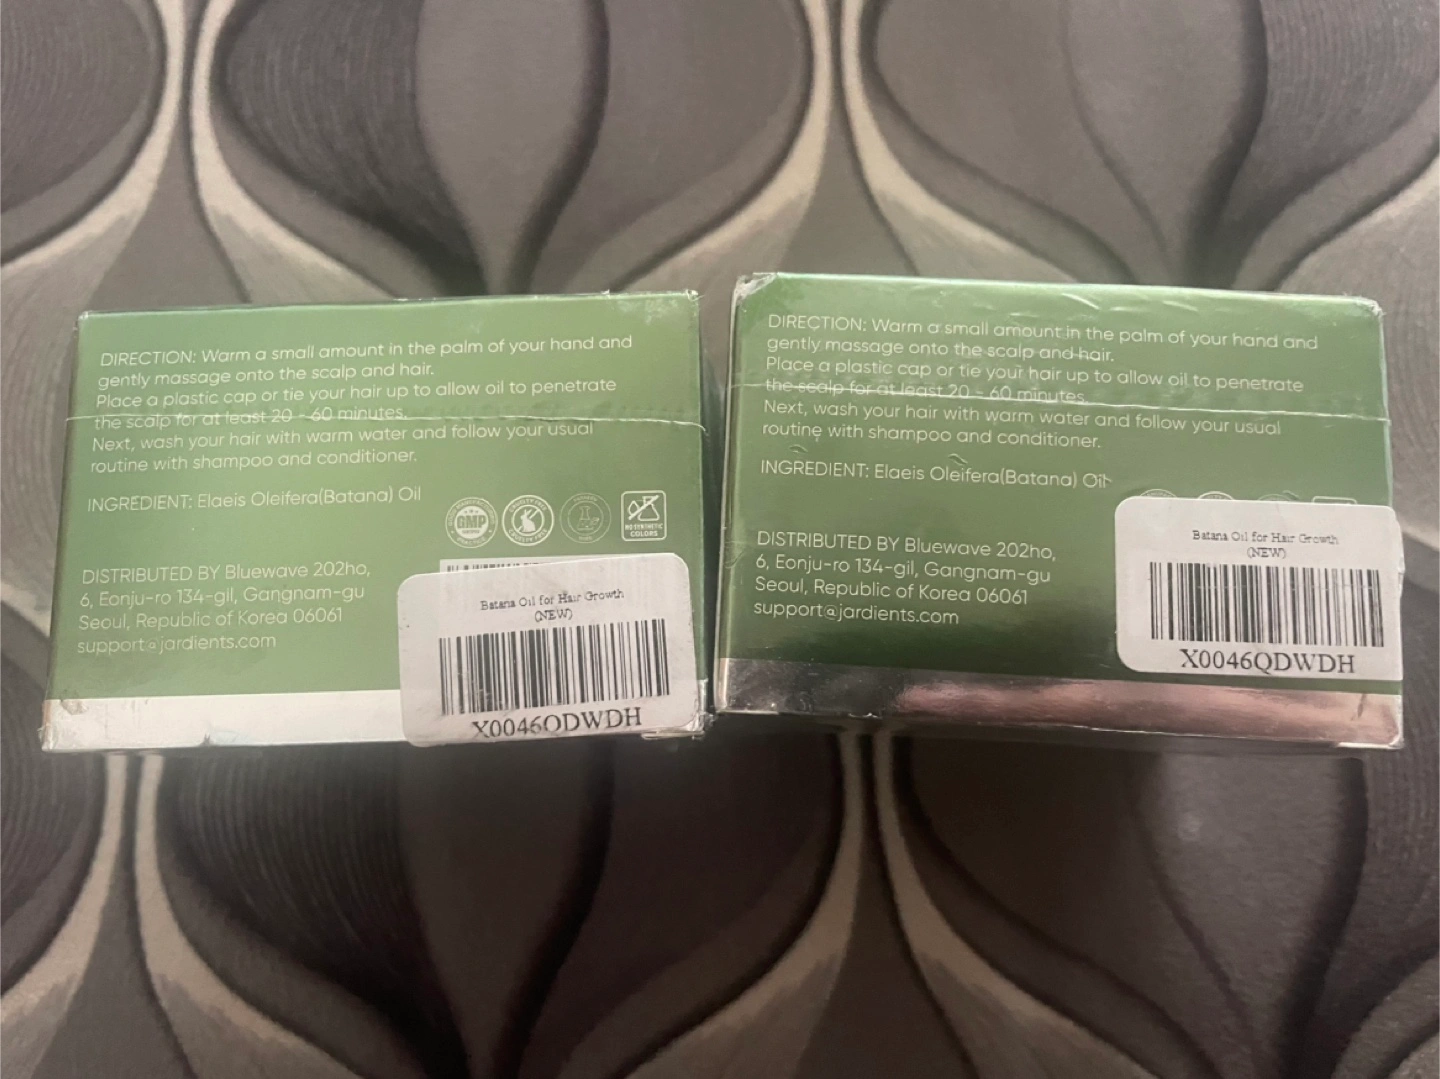 DIRECTION: Warm a small amount in the palm of your hand and
gently massage onto the scalp and hair.
Place a plastic cap or tie your hair up to allow oil to penetrate
the scalp for at least 20 - 60 minutes.
Next, wash your hair with warm water and follow your usual
routine with shampoo and conditioner.
INGREDIENT: Elaeis Oleifera(Batana) Oil
GMP
CRUELTY FREE
NO SYNTHETIC
COLORS
DISTRIBUTED BY Bluewave 202ho,
6, Eonju-ro 134-gil, Gangnam-gu
Seoul, Republic of Korea 06061
support@jardients.com
Batana Oil for Hair Growth
(NEW)
X0046QDWDH
DIRECTION: Warm a small amount in the palm of your hand and
gently massage onto the scalp and hair.
Place a plastic cap or tie your hair up to allow oil to penetrate
the scalp for at least 20 - 60 minutes.
Next, wash your hair with warm water and follow your usual
routine with shampoo and conditioner.
INGREDIENT: Elaeis Oleifera(Batana) Oil
DISTRIBUTED BY Bluewave 202ho,
6, Eonju-ro 134-gil, Gangnam-gu
Seoul, Republic of Korea 06061
support@jardients.com
Batana Oil for Hair Growth
(NEW)
X0046QDWDH